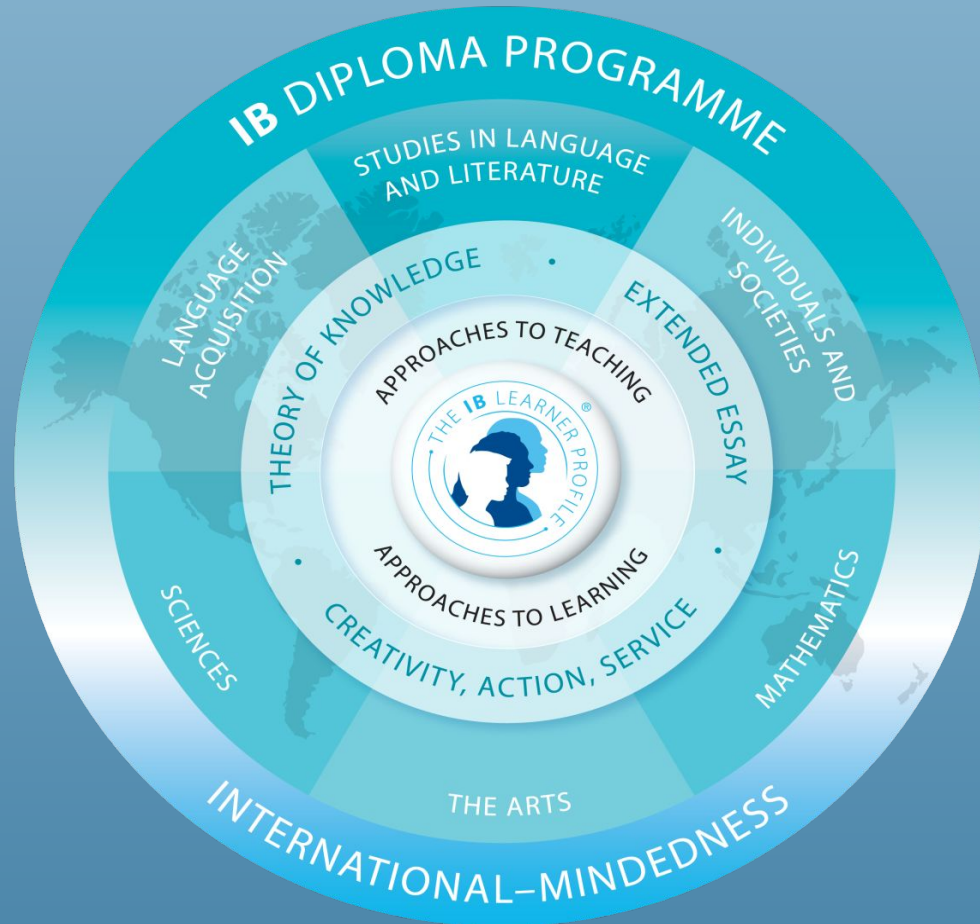 IB DIPLOMA PROGRAMME
STUDIES IN LANGUAGE
AND LITERATURE
LANGUAGE
ACQUISITION
INDIVIDUALS AND
SOCIETIES
THEORY OF KNOWLEDGE
·
EXTENDED ESSAY
·
APPROACHES TO TEACHING
THE IB LEARNER PROFILE ®
APPROACHES TO LEARNING
·
CREATIVITY, ACTION, SERVICE
SCIENCES
MATHEMATICS
THE ARTS
INTERNATIONAL–MINDEDNESS